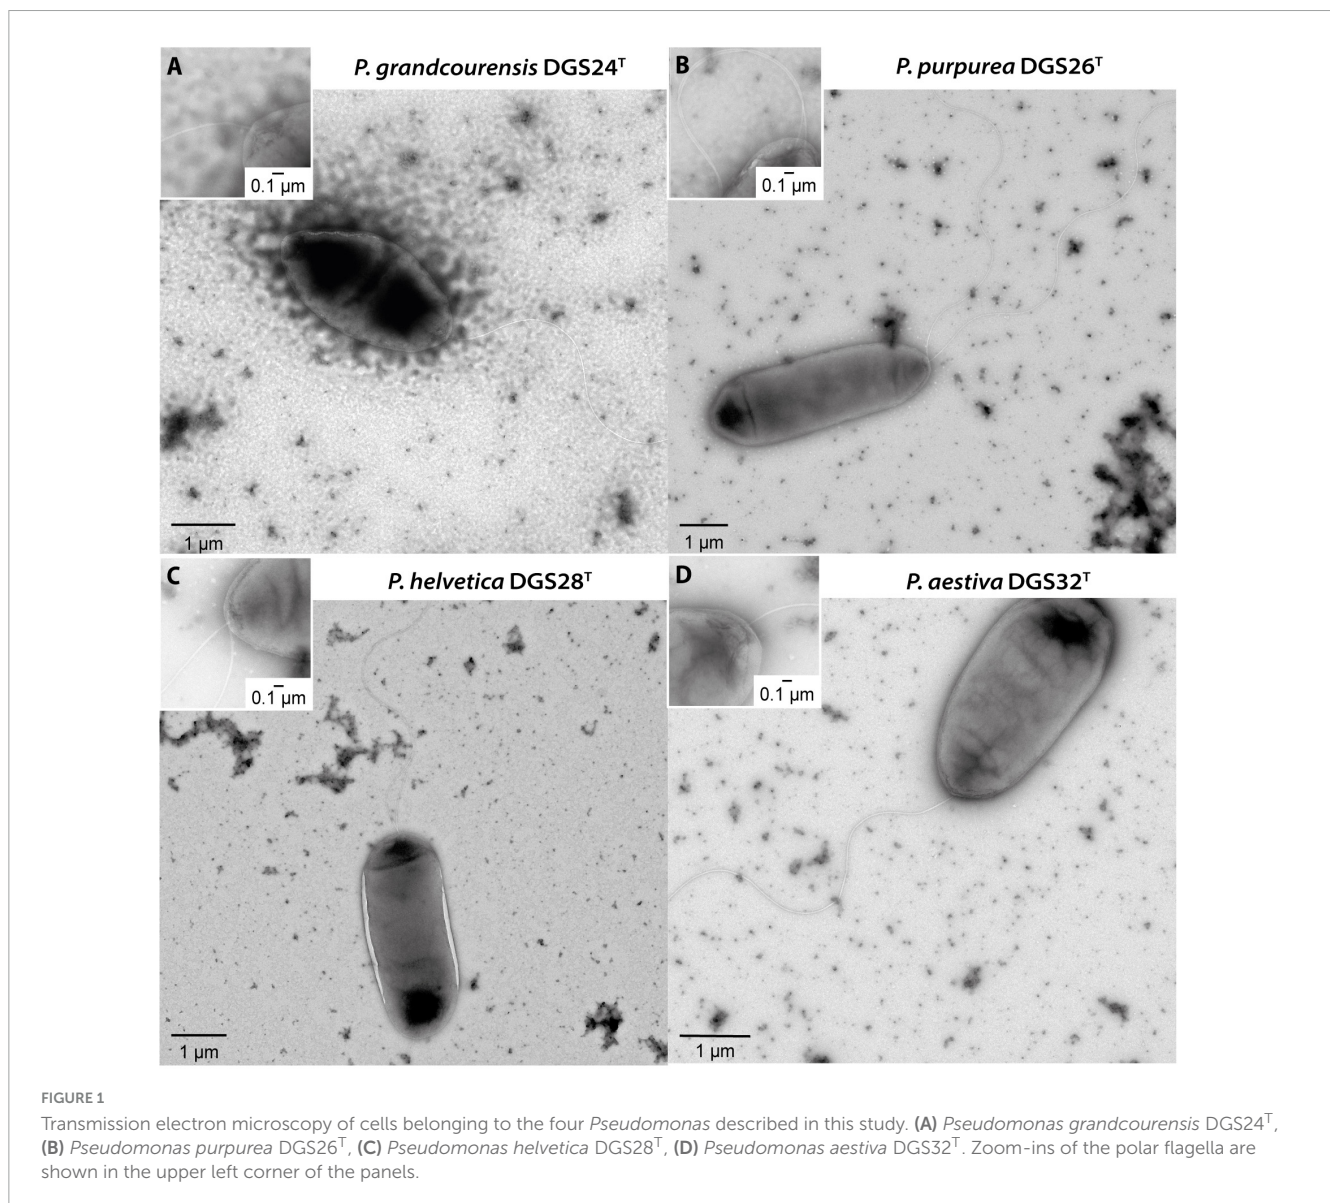 A
P. grandcourensis DGS24ᵀ
0.1 µm
1 µm
B
P. purpurea DGS26ᵀ
0.1 µm
1 µm
C
P. helvetica DGS28ᵀ
0.1 µm
1 µm
D
P. aestiva DGS32ᵀ
0.1 µm
1 µm
FIGURE 1
Transmission electron microscopy of cells belonging to the four Pseudomonas described in this study. (A) Pseudomonas grandcourensis DGS24ᵀ,
(B) Pseudomonas purpurea DGS26ᵀ, (C) Pseudomonas helvetica DGS28ᵀ, (D) Pseudomonas aestiva DGS32ᵀ. Zoom-ins of the polar flagella are
shown in the upper left corner of the panels.